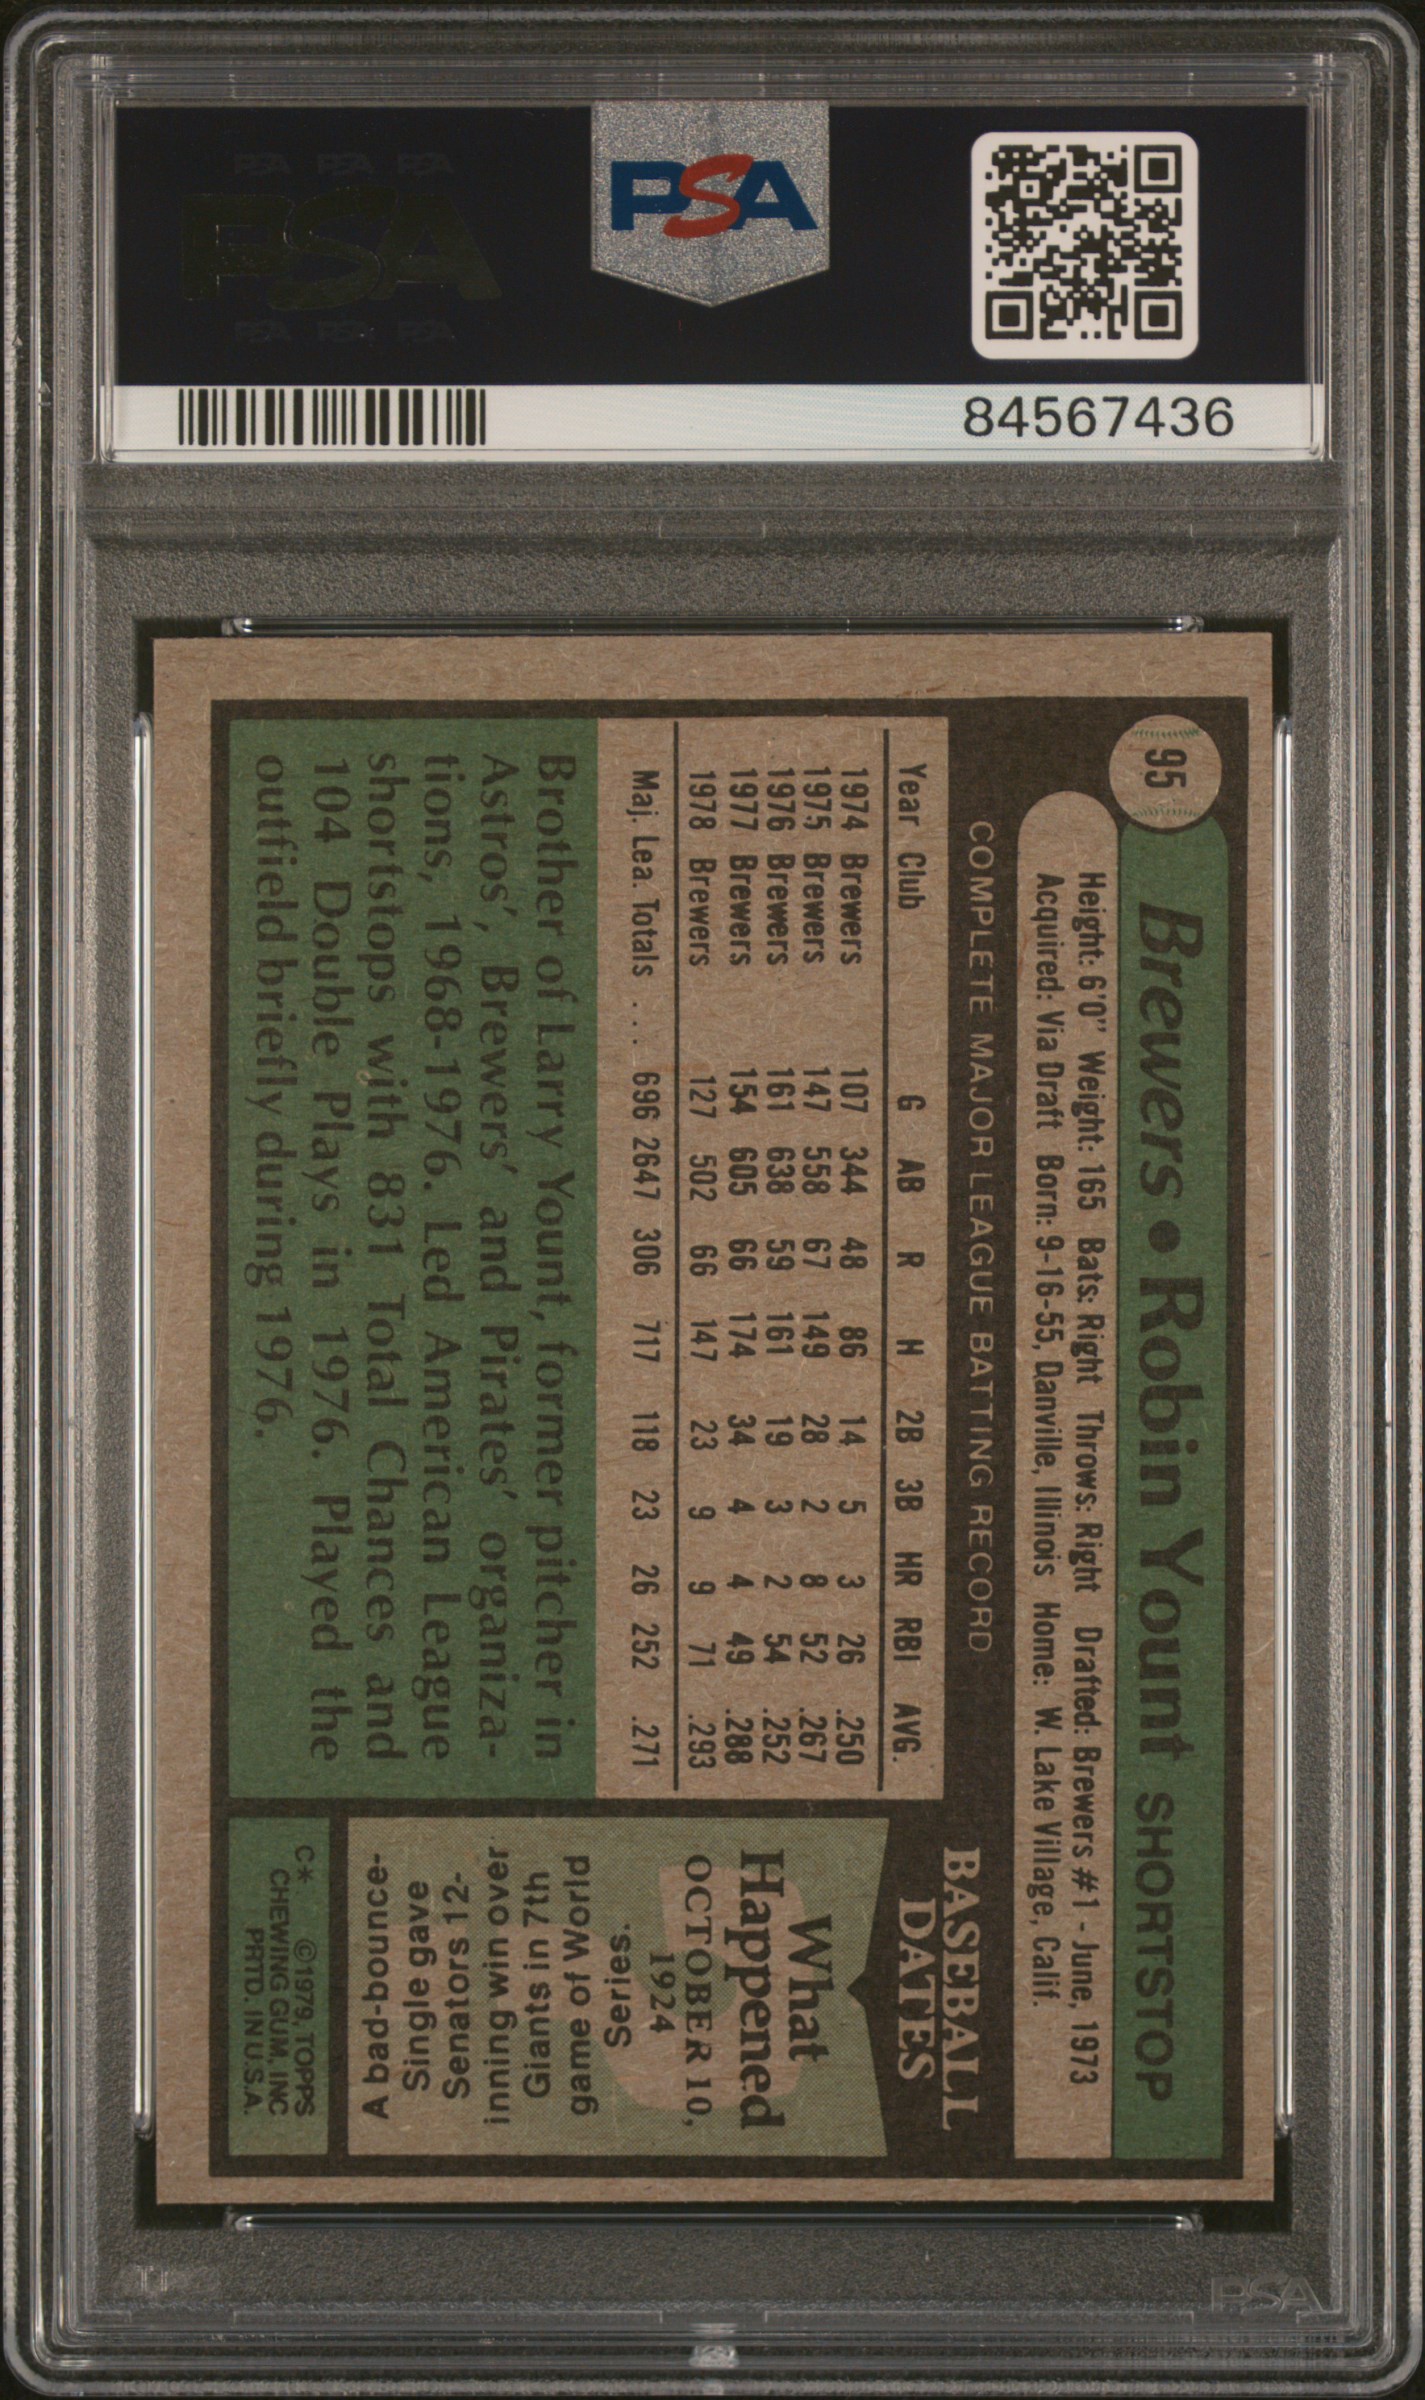 PSA PSA PSA
PSA
PSA PSA PSA
PSA
84567436
95
Brewers • Robin Yount SHORTSTOP
Height: 6'0" Weight: 165 Bats: Right Throws: Right Drafted: Brewers #1 - June, 1973
Acquired: Via Draft Born: 9-16-55, Danville, Illinois Home: W. Lake Village, Calif.
COMPLETE MAJOR LEAGUE BATTING RECORD
Year Club G AB R H 2B 3B HR RBI AVG.
1974 Brewers 107 344 48 86 14 5 3 26 .250
1975 Brewers 147 558 67 149 28 2 8 52 .267
1976 Brewers 161 638 59 161 19 3 2 54 .252
1977 Brewers 154 605 66 174 34 4 4 49 .288
1978 Brewers 127 502 66 147 23 9 9 71 .293
Maj. Lea. Totals . . . 696 2647 306 717 118 23 26 252 .271
Brother of Larry Yount, former pitcher in
Astros', Brewers' and Pirates' organiza-
tions, 1968-1976. Led American League
shortstops with 831 Total Chances and
104 Double Plays in 1976. Played the
outfield briefly during 1976.
BASEBALL
DATES
What
Happened
OCTOBER 10,
1924
A bad-bounce-
Single gave
Senators 12-
inning win over
Giants in 7th
game of World
Series.
C* ©1979, TOPPS
CHEWING GUM, INC
PRTD. IN U.S.A.
PSA